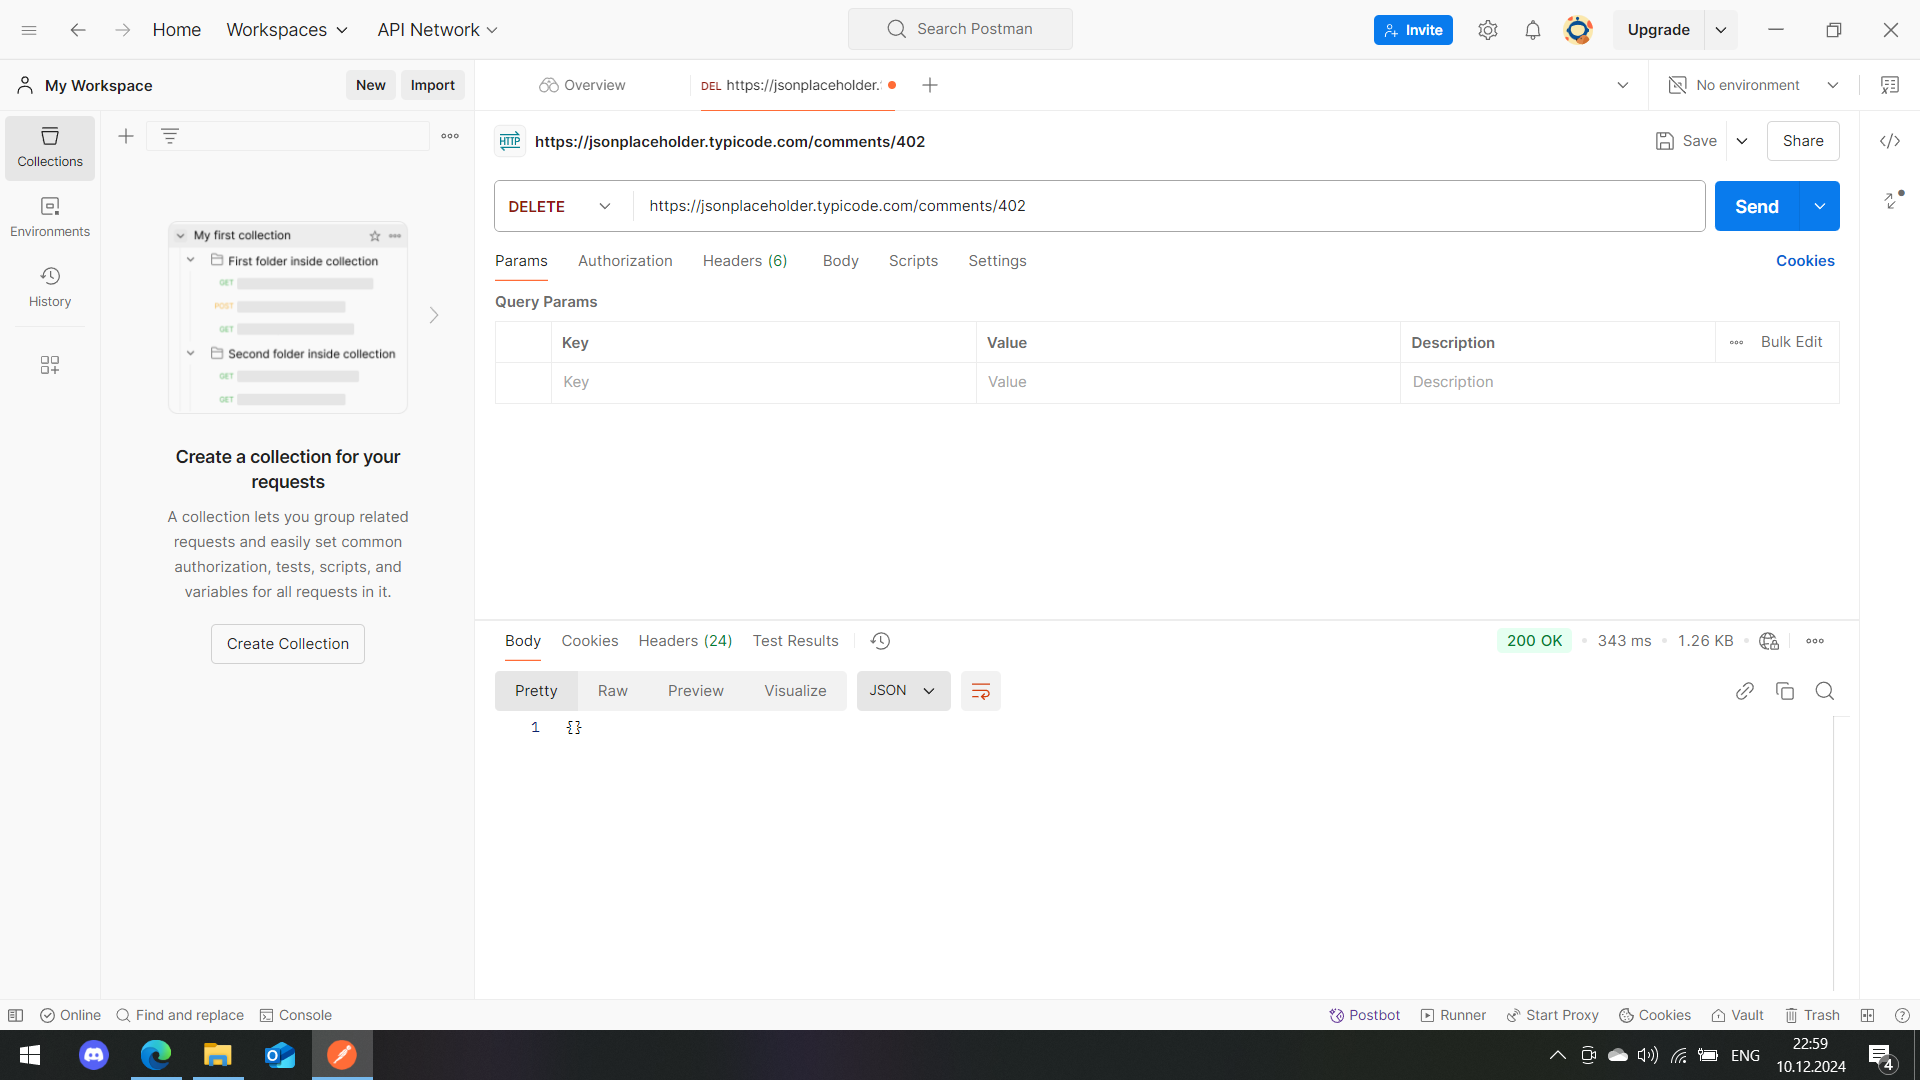 Home
Workspaces
API Network
Search Postman
Invite
Upgrade
My Workspace
New
Import
Overview
DEL https://jsonplaceholder.
No environment
Collections
Environments
History
My first collection
First folder inside collection
GET
POST
GET
Second folder inside collection
GET
GET
Create a collection for your
requests
A collection lets you group related
requests and easily set common
authorization, tests, scripts, and
variables for all requests in it.
Create Collection
HTTP
https://jsonplaceholder.typicode.com/comments/402
Save
Share
DELETE
https://jsonplaceholder.typicode.com/comments/402
Send
Params
Authorization
Headers (6)
Body
Scripts
Settings
Cookies
Query Params
Key
Value
Description
Bulk Edit
Key
Value
Description
Body
Cookies
Headers (24)
Test Results
200 OK
343 ms
1.26 KB
Pretty
Raw
Preview
Visualize
JSON
1 {}
Online
Find and replace
Console
Postbot
Runner
Start Proxy
Cookies
Vault
Trash
ENG
22:59
10.12.2024
4